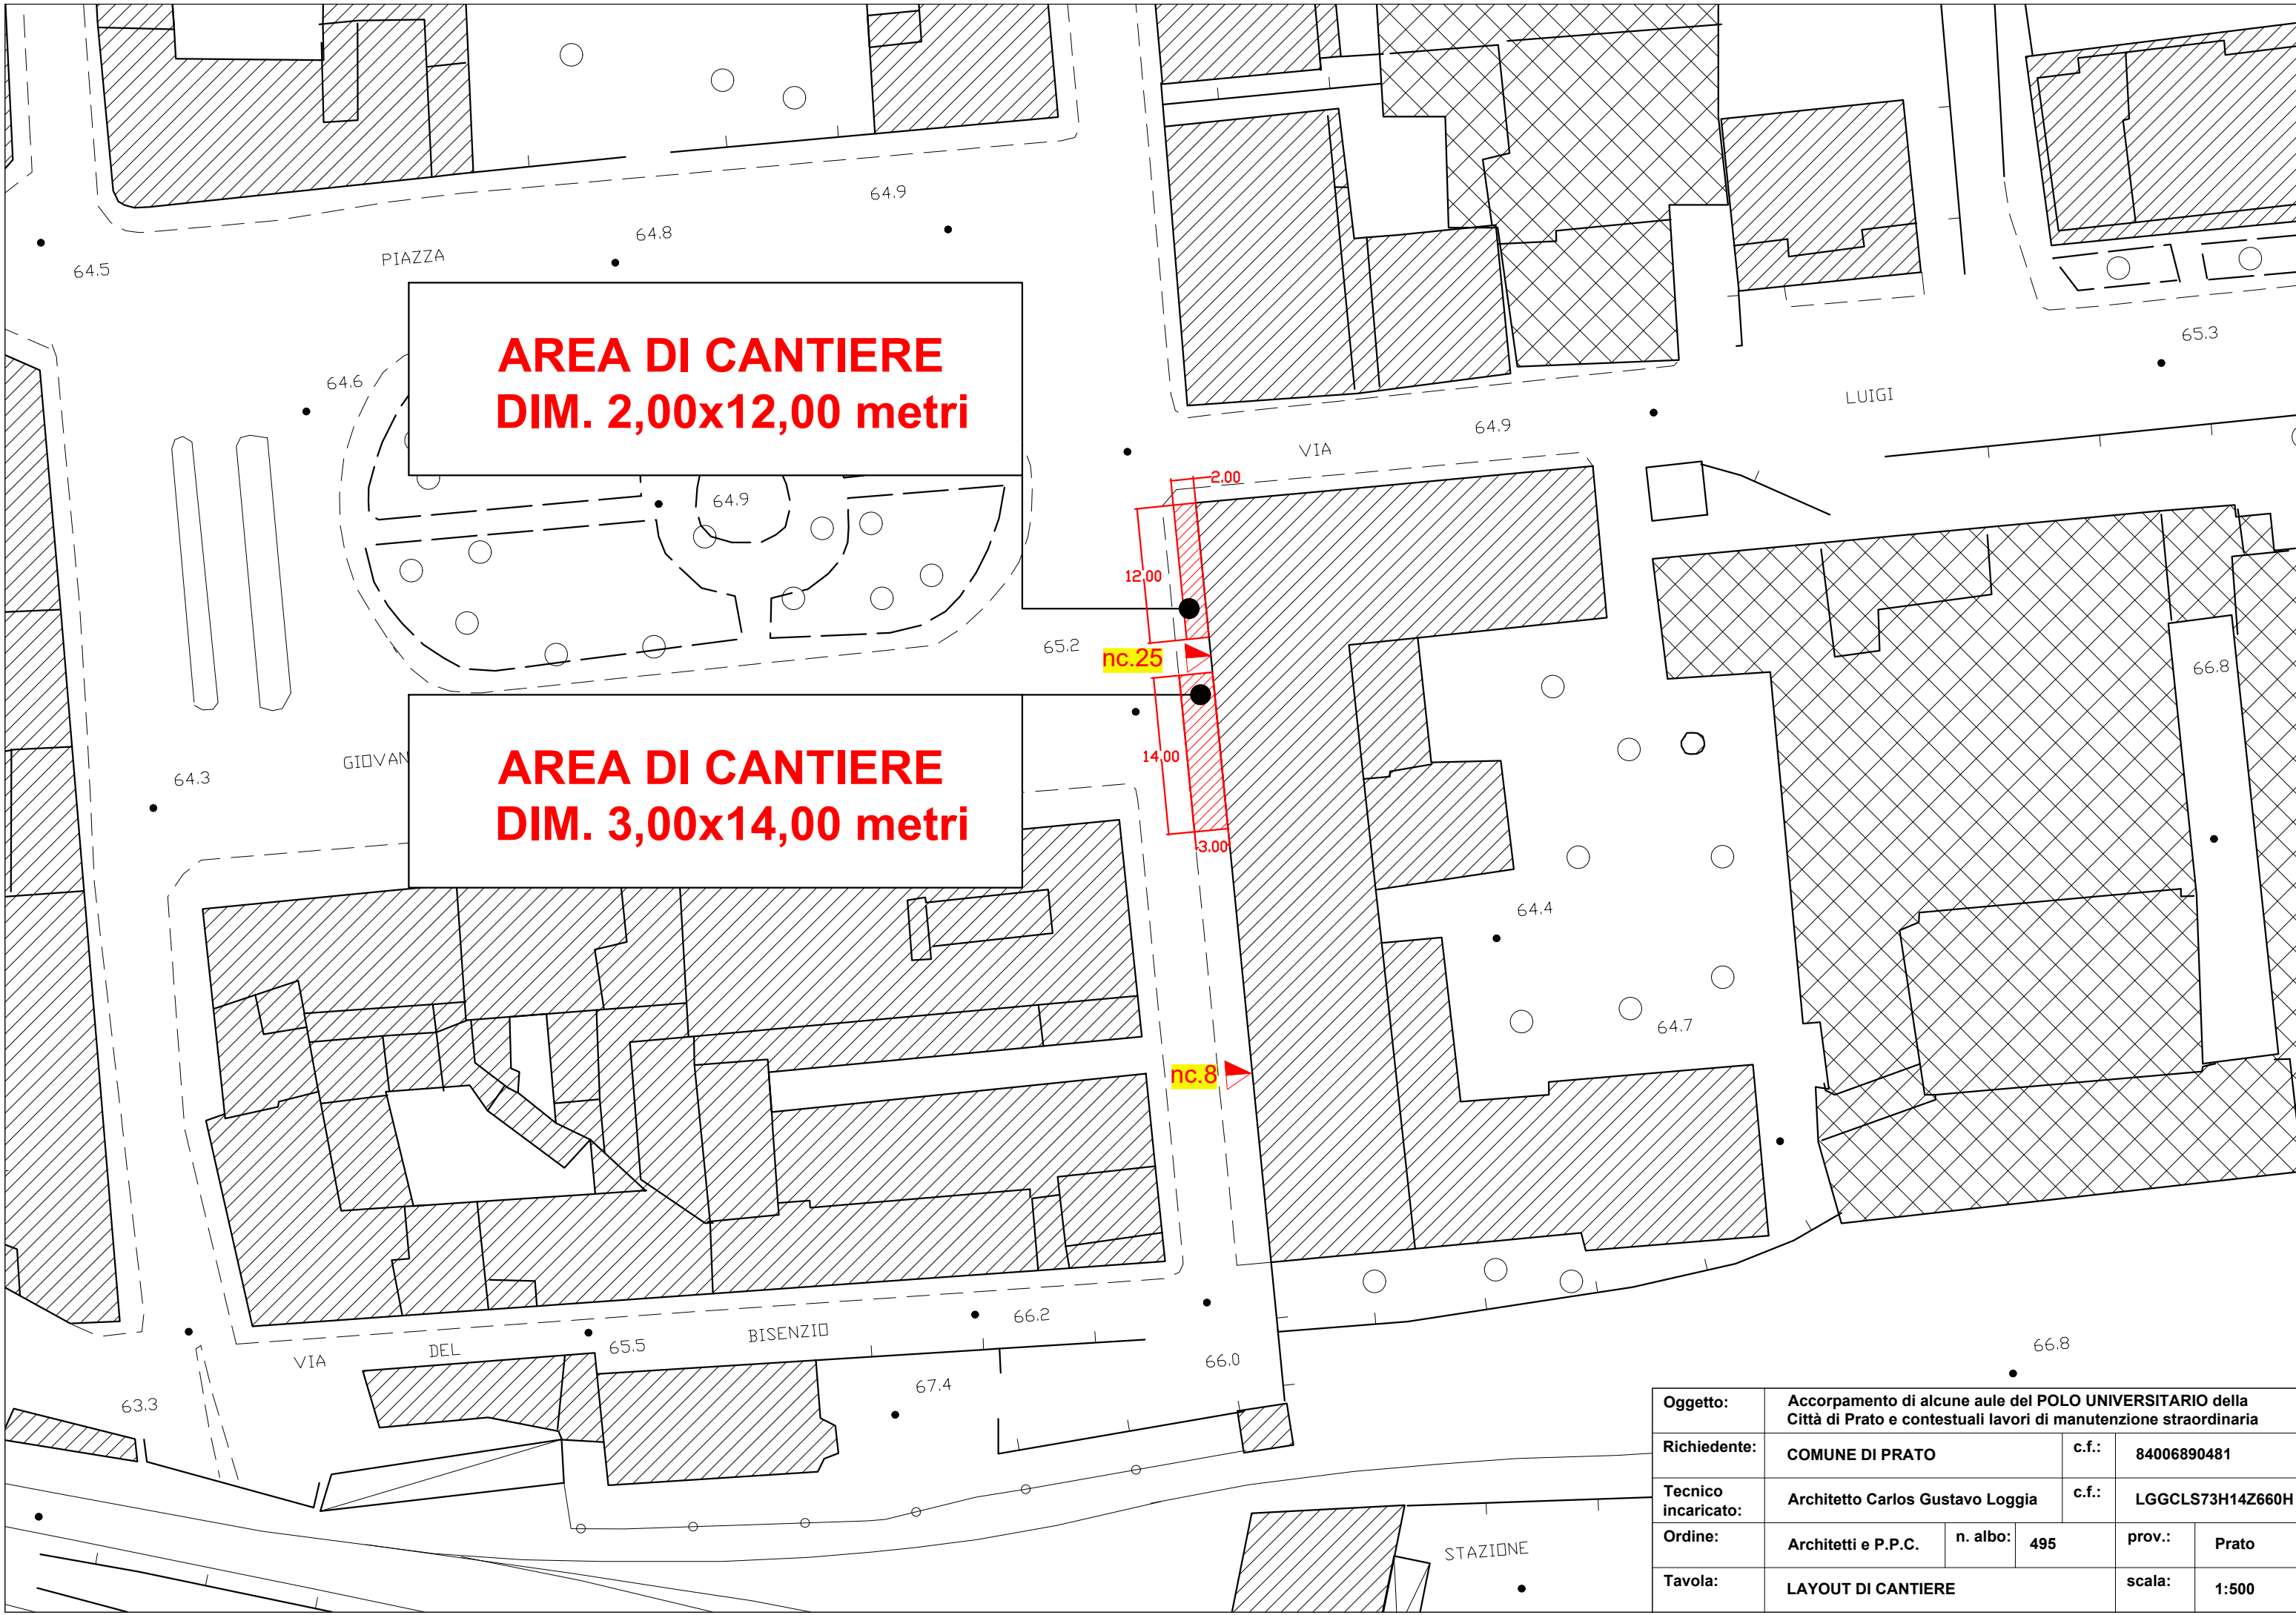 64.9
64.8
64.5
PIAZZA
65.3
64.6
AREA DI CANTIERE
DIM. 2,00x12,00 metri
LUIGI
64.9
VIA
2.00
64.9
12,00
65.2
nc.25
66.8
64.3
GIOVAN
14,00
AREA DI CANTIERE
DIM. 3,00x14,00 metri
3.00
64.4
64.7
nc.8
66.2
BISENZIO
65.5
DEL
VIA
66.0
66.8
67.4
63.3
STAZIONE
Oggetto: Accorpamento di alcune aule del POLO UNIVERSITARIO della
Città di Prato e contestuali lavori di manutenzione straordinaria
Richiedente: COMUNE DI PRATO c.f.: 84006890481
Tecnico
incaricato: Architetto Carlos Gustavo Loggia c.f.: LGGCLS73H14Z660H
Ordine: Architetti e P.P.C. n. albo: 495 prov.: Prato
Tavola: LAYOUT DI CANTIERE scala: 1:500